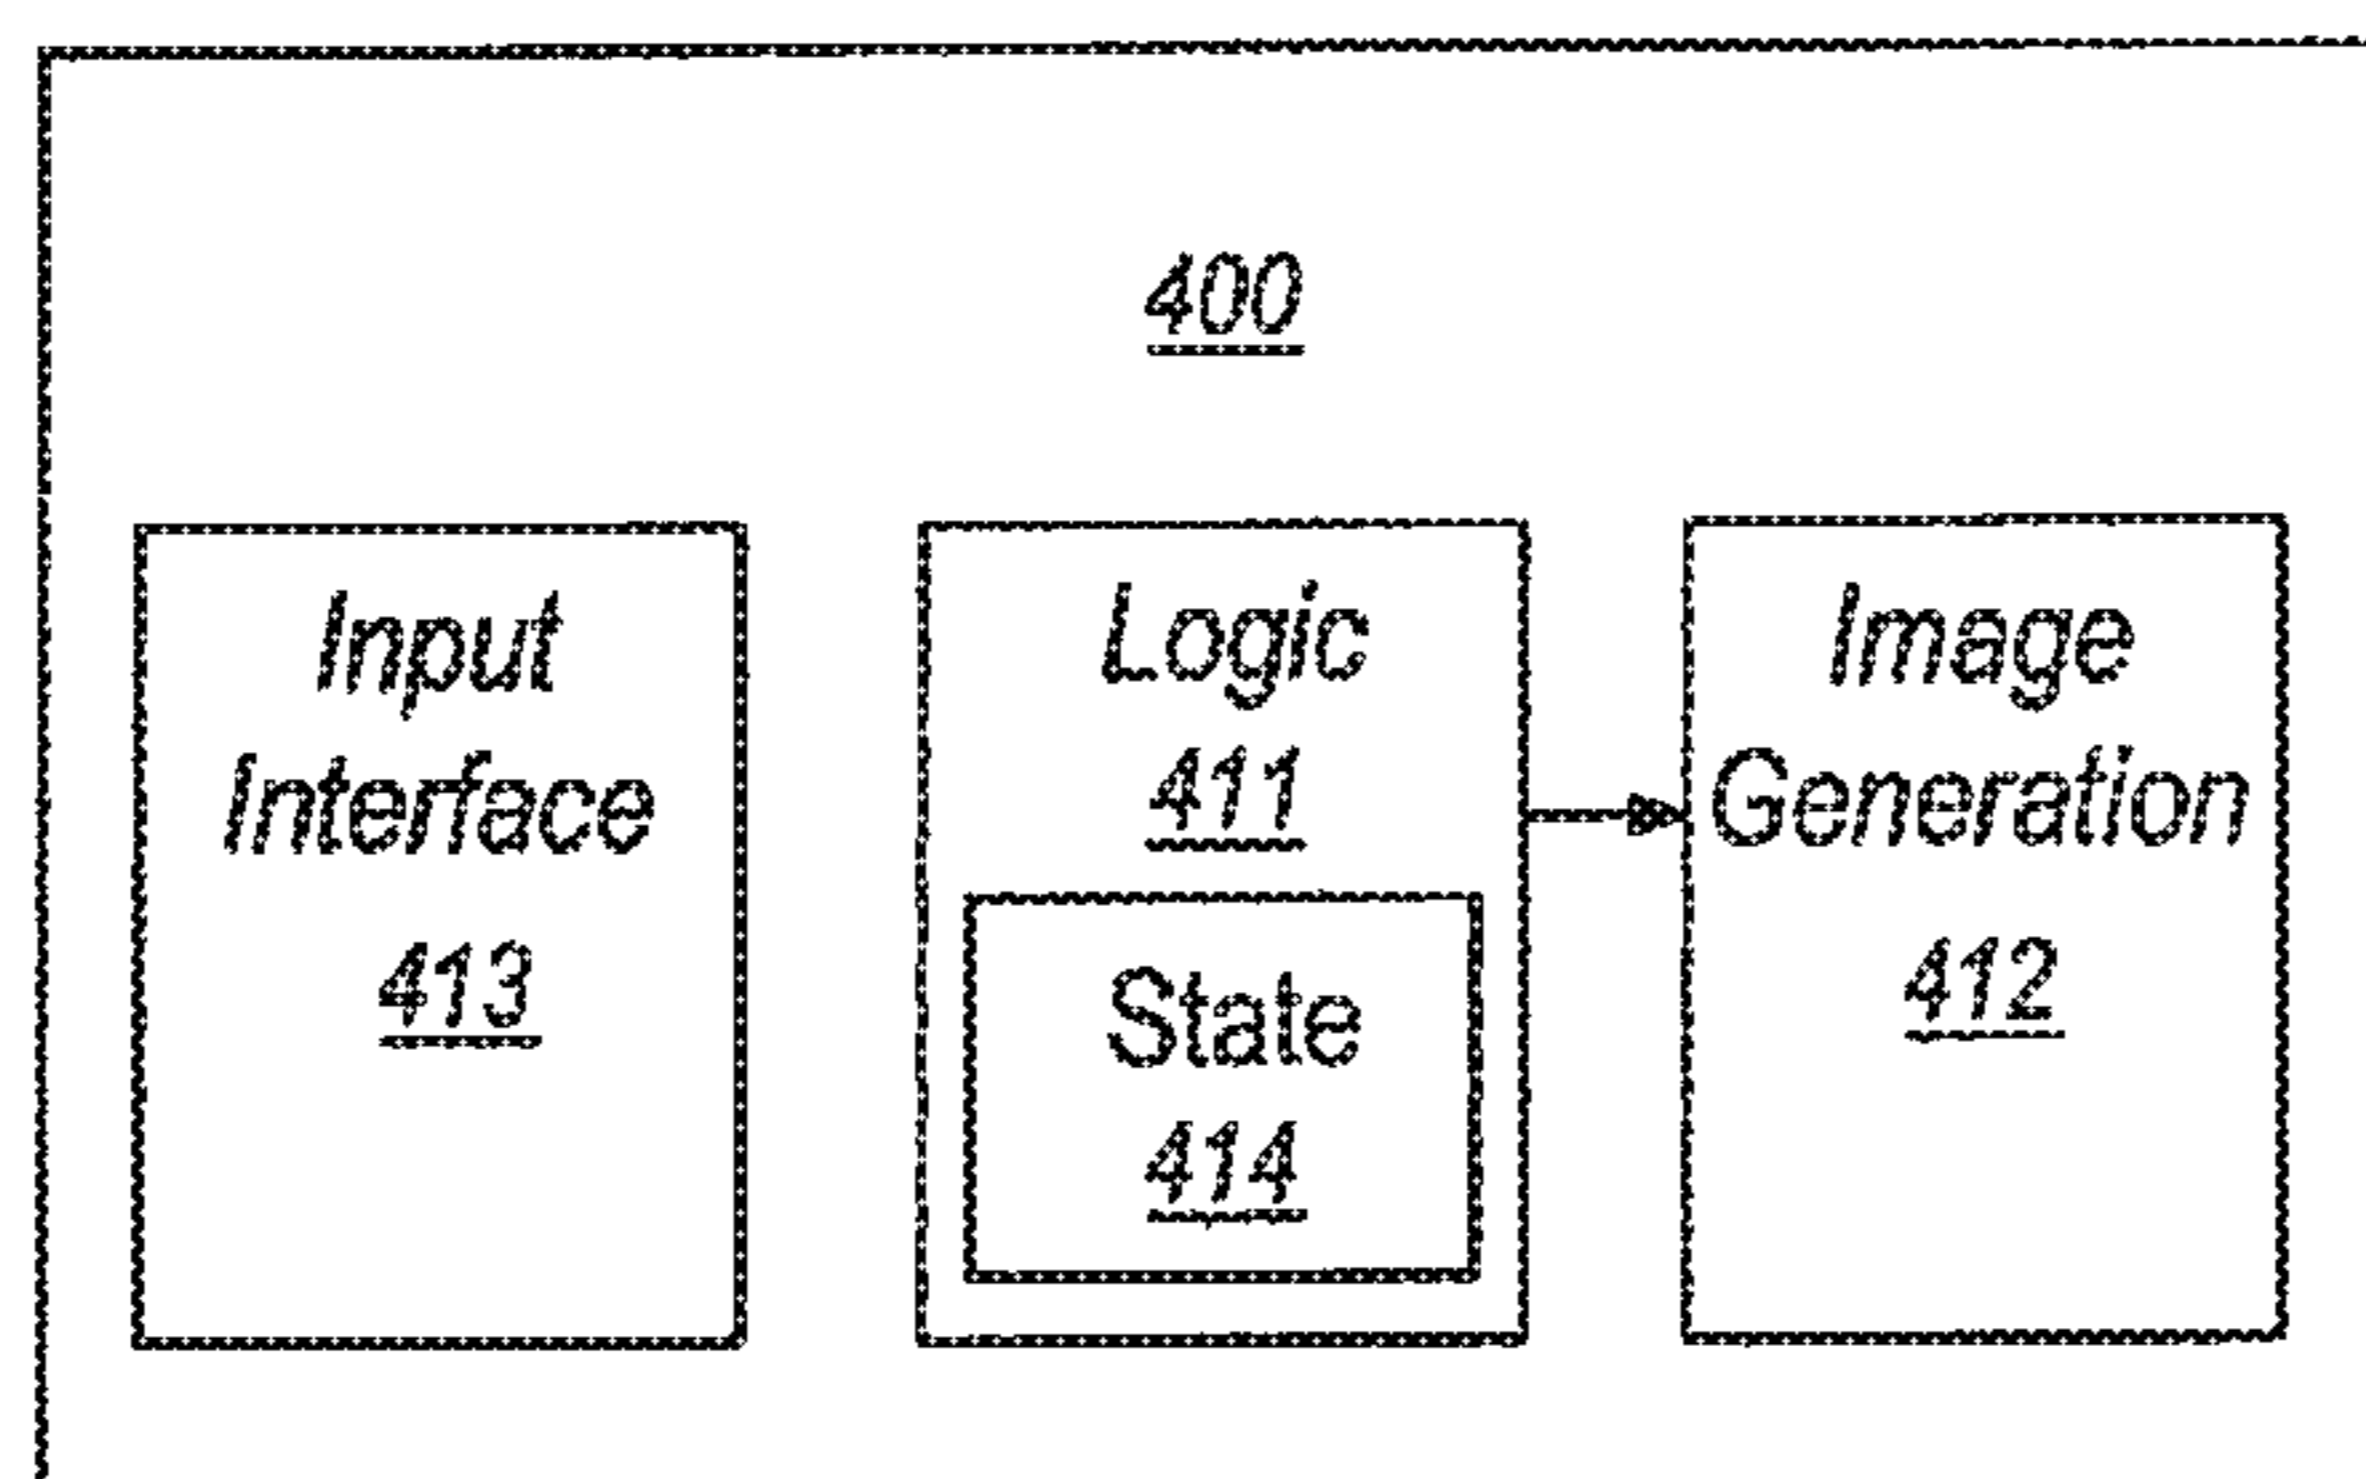 400
Input
Interface
413
Logic
411
State
414
Image
Generation
412